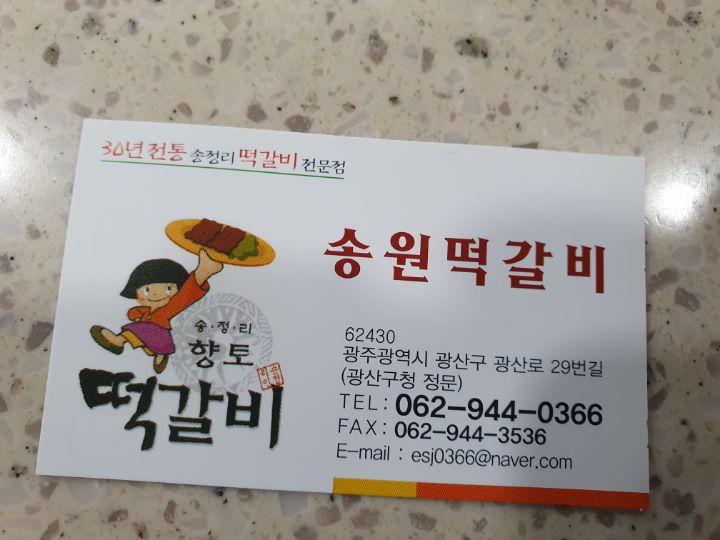 30년 전통 송정리 떡갈비 전문점
송원떡갈비
송·정·리
향토
떡갈비
62430
광주광역시 광산구 광산로 29번길
(광산구청 정문)
TEL: 062-944-0366
FAX: 062-944-3536
E-mail : esj0366@naver.com